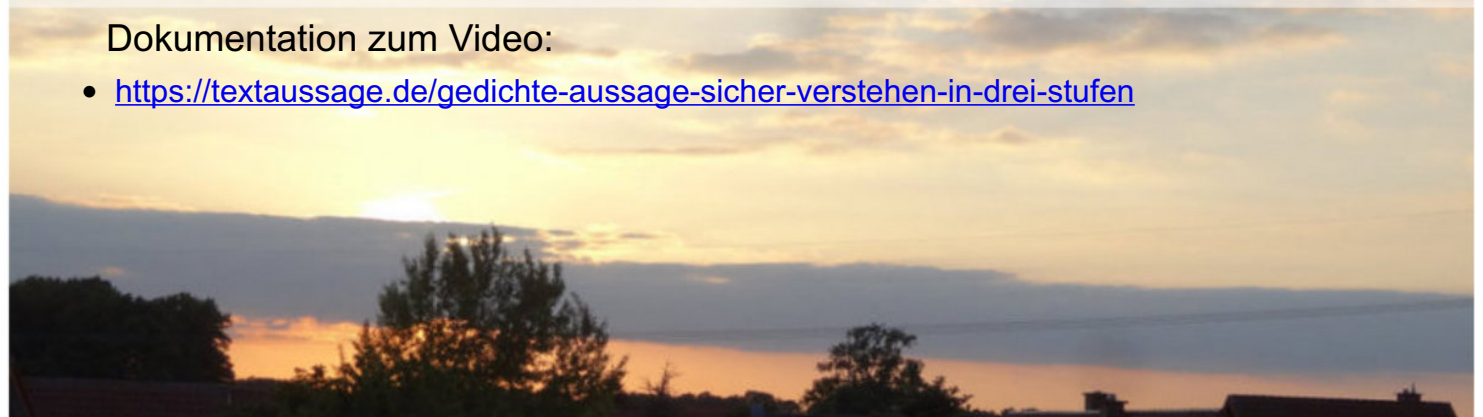 Dokumentation zum Video:
• https://textaussage.de/gedichte-aussage-sicher-verstehen-in-drei-stufen